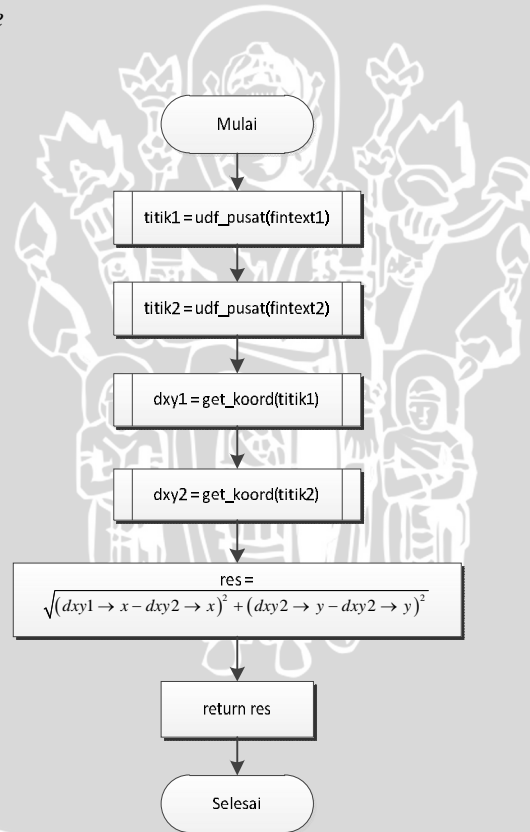 e
Mulai
titik1 = udf_pusat(fintext1)
titik2 = udf_pusat(fintext2)
dxy1 = get_koord(titik1)
dxy2 = get_koord(titik2)
res =
√(dxy1 → x − dxy2 → x)² + (dxy2 → y − dxy2 → y)²
return res
Selesai